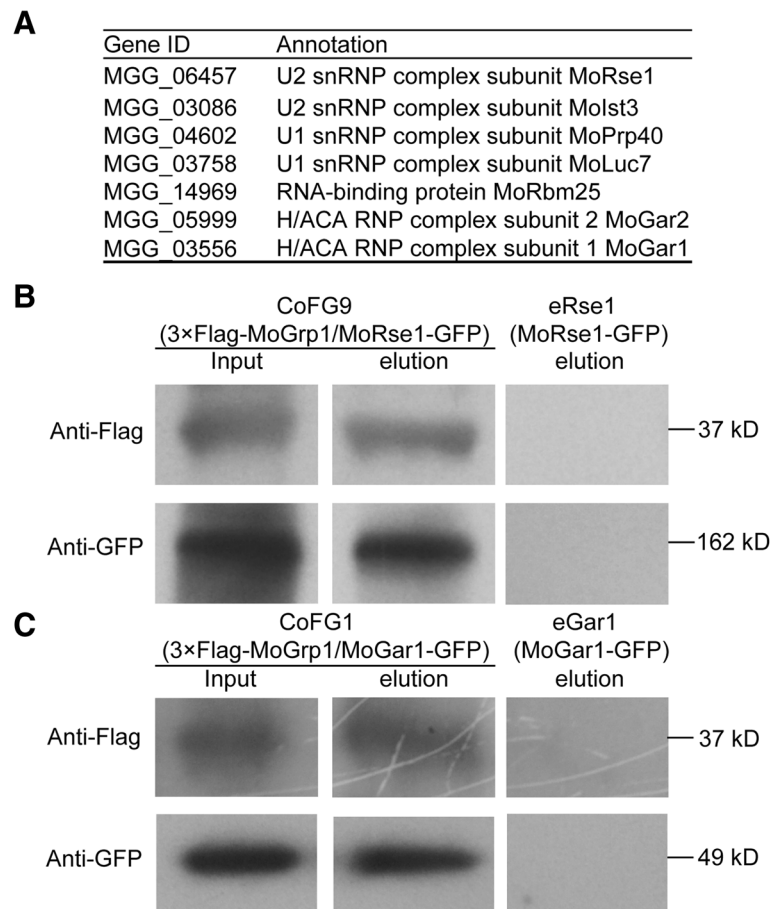 A
Gene ID Annotation
MGG_06457 U2 snRNP complex subunit MoRse1
MGG_03086 U2 snRNP complex subunit MoIst3
MGG_04602 U1 snRNP complex subunit MoPrp40
MGG_03758 U1 snRNP complex subunit MoLuc7
MGG_14969 RNA-binding protein MoRbm25
MGG_05999 H/ACA RNP complex subunit 2 MoGar2
MGG_03556 H/ACA RNP complex subunit 1 MoGar1
B
CoFG9 eRse1
(3×Flag-MoGrp1/MoRse1-GFP) (MoRse1-GFP)
Input elution elution
Anti-Flag 37 kD
Anti-GFP 162 kD
C
CoFG1 eGar1
(3×Flag-MoGrp1/MoGar1-GFP) (MoGar1-GFP)
Input elution elution
Anti-Flag 37 kD
Anti-GFP 49 kD